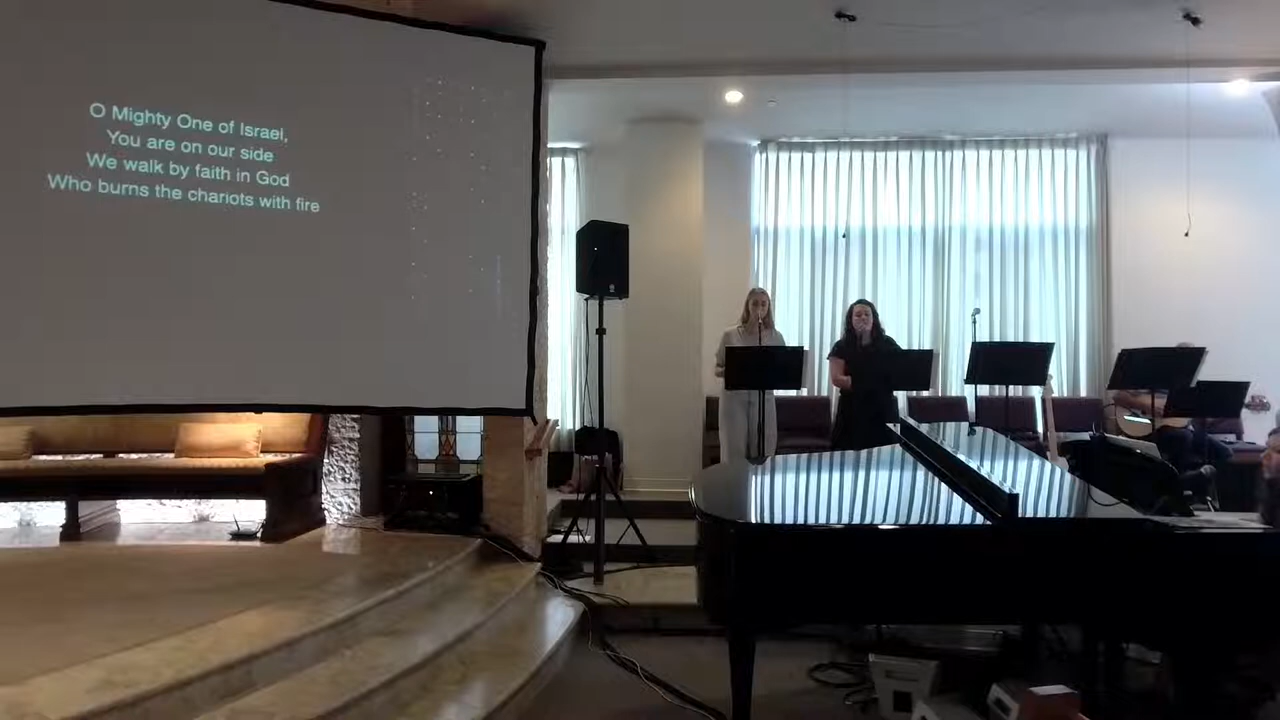 O Mighty One of Israel,
You are on our side
We walk by faith in God
Who burns the chariots with fire